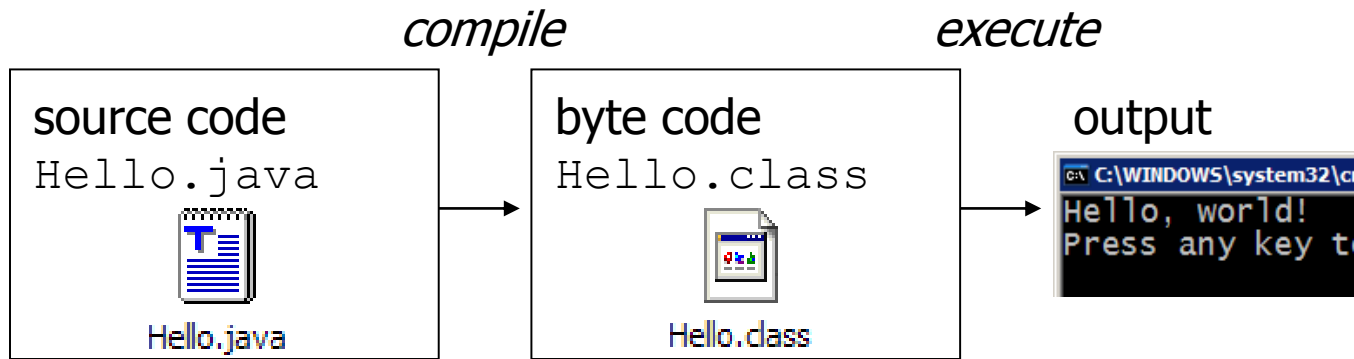 compile
execute
source code
Hello.java
Hello.java
byte code
Hello.class
Hello.class
output
C:\WINDOWS\system32\c
Hello, world!
Press any key t